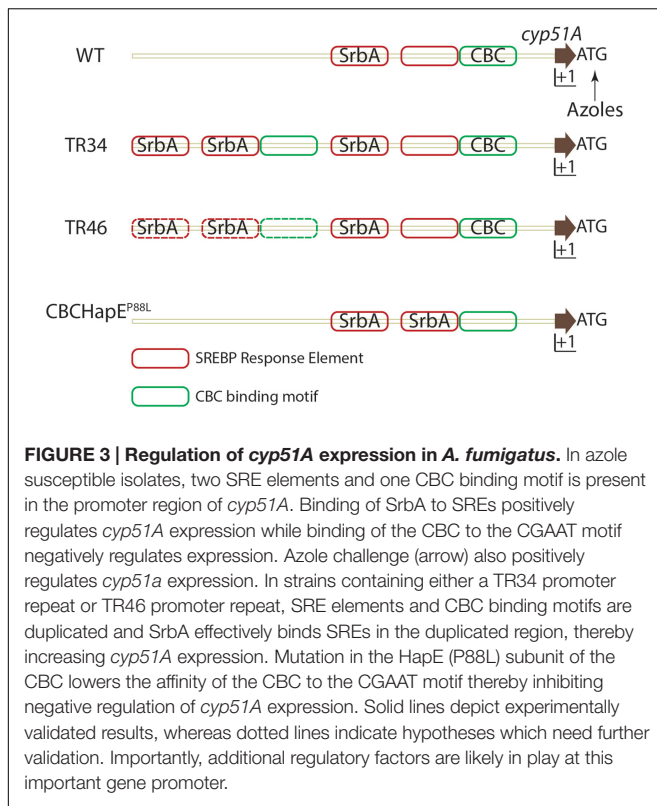 cyp51A
WT SrbA CBC ATG
+1
Azoles
TR34 SrbA SrbA SrbA CBC ATG
+1
TR46 SrbA SrbA SrbA CBC ATG
+1
CBCHapE^P88L SrbA SrbA ATG
+1
SREBP Response Element
CBC binding motif
FIGURE 3 | Regulation of cyp51A expression in A. fumigatus. In azole
susceptible isolates, two SRE elements and one CBC binding motif is present
in the promoter region of cyp51A. Binding of SrbA to SREs positively
regulates cyp51A expression while binding of the CBC to the CGAAT motif
negatively regulates expression. Azole challenge (arrow) also positively
regulates cyp51a expression. In strains containing either a TR34 promoter
repeat or TR46 promoter repeat, SRE elements and CBC binding motifs are
duplicated and SrbA effectively binds SREs in the duplicated region, thereby
increasing cyp51A expression. Mutation in the HapE (P88L) subunit of the
CBC lowers the affinity of the CBC to the CGAAT motif thereby inhibiting
negative regulation of cyp51A expression. Solid lines depict experimentally
validated results, whereas dotted lines indicate hypotheses which need further
validation. Importantly, additional regulatory factors are likely in play at this
important gene promoter.